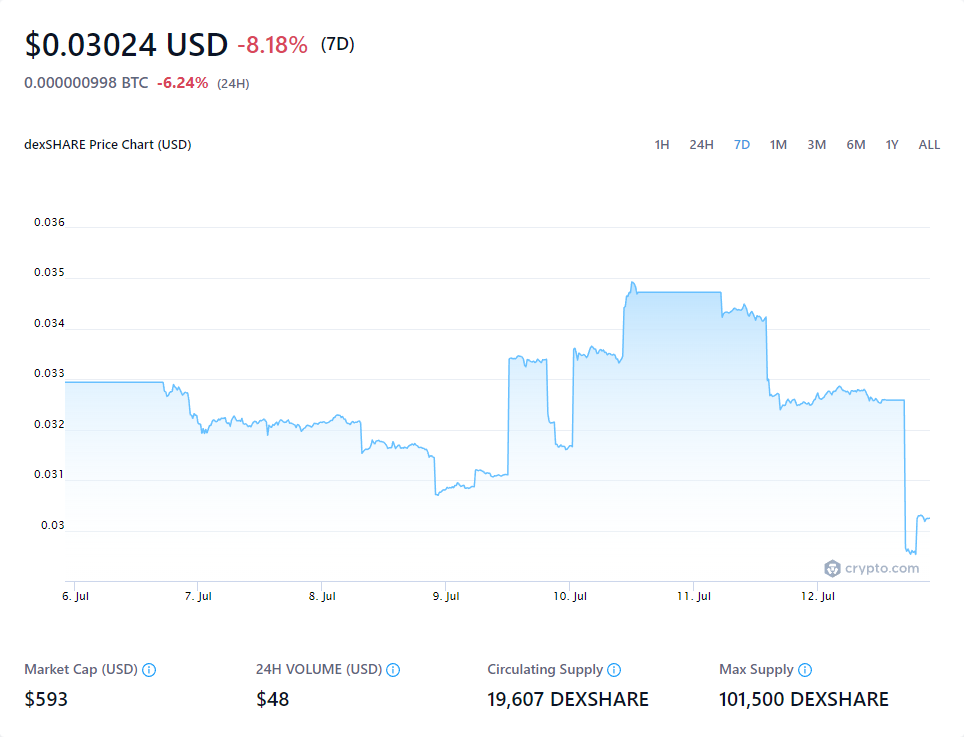 $0.03024 USD -8.18% (7D)
0.000000998 BTC -6.24% (24H)
dexSHARE Price Chart (USD) 1H 24H 7D 1M 3M 6M 1Y ALL
0.036
0.035
0.034
0.033
0.032
0.031
0.03
crypto.com
6. Jul 7. Jul 8. Jul 9. Jul 10. Jul 11. Jul 12. Jul
Market Cap (USD) 24H VOLUME (USD) Circulating Supply Max Supply
$593 $48 19,607 DEXSHARE 101,500 DEXSHARE